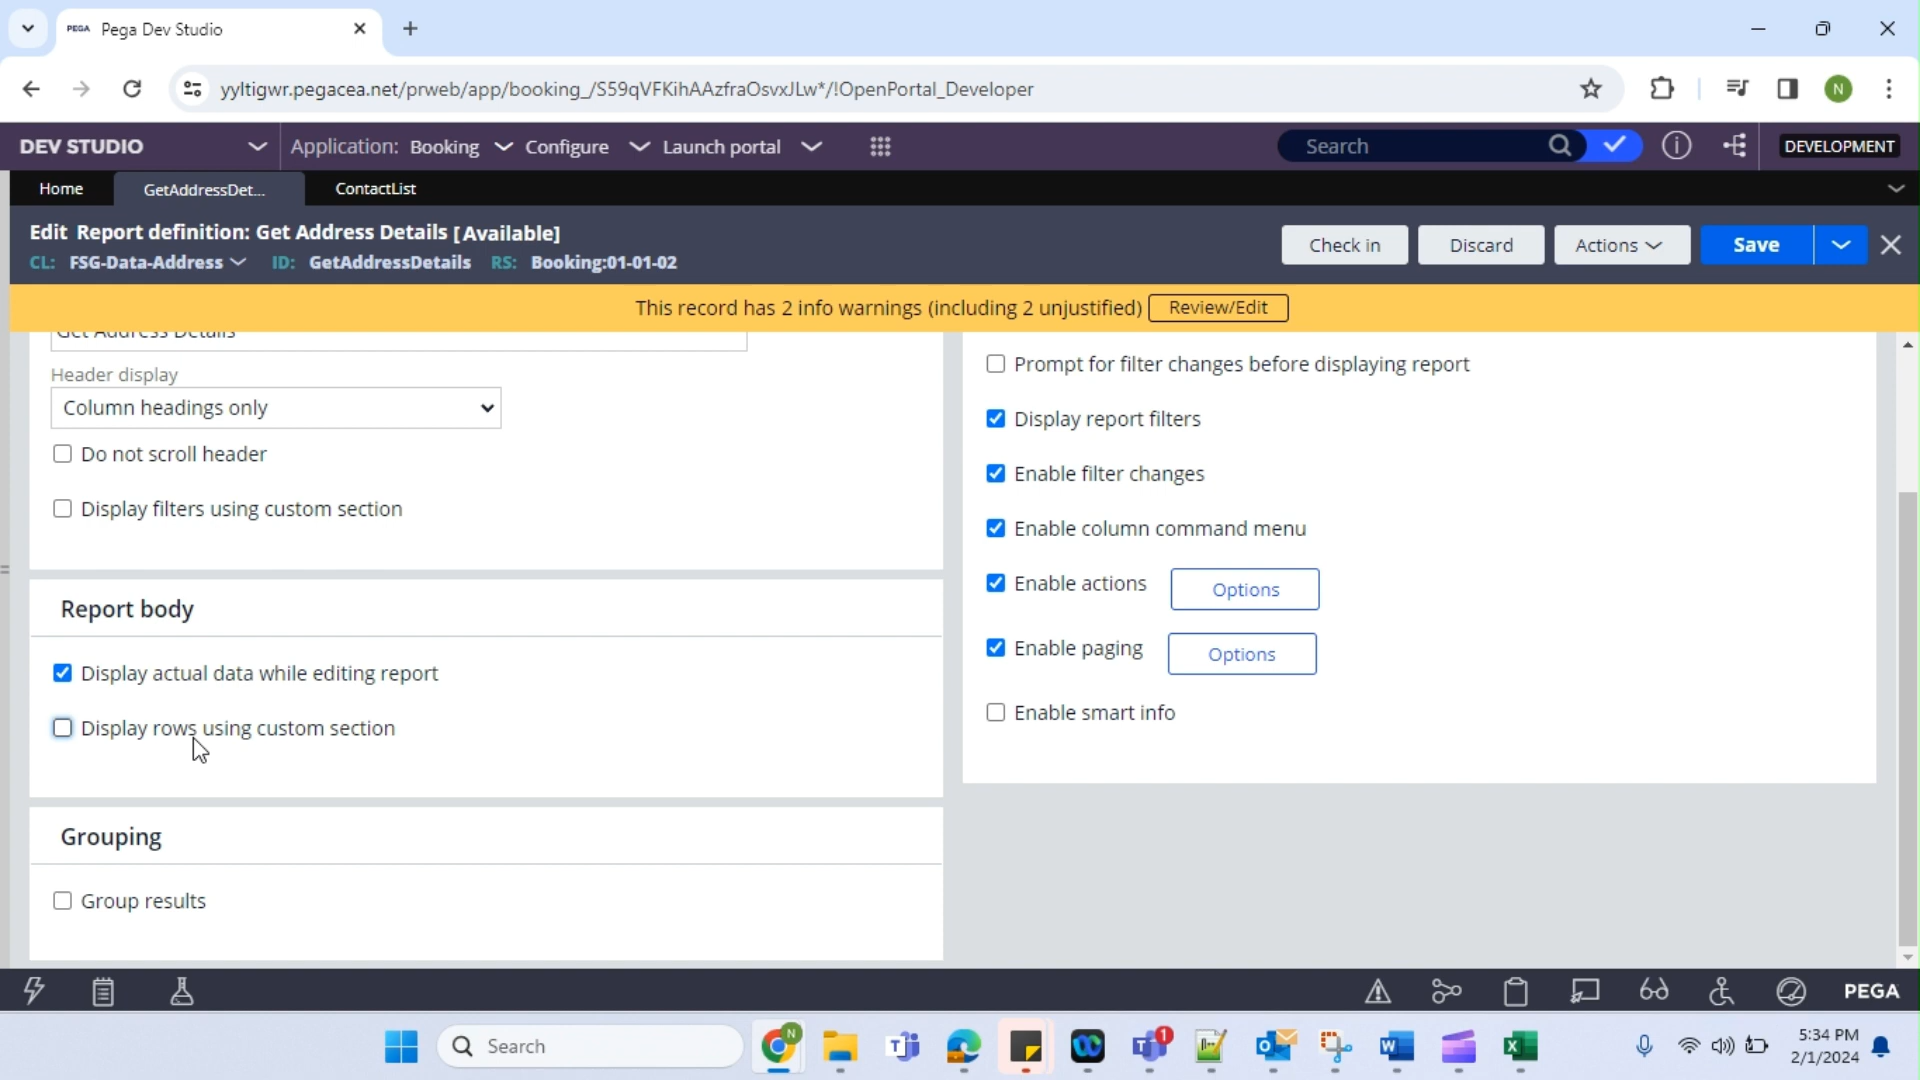 PEGA Pega Dev Studio
yyltigwr.pegacea.net/prweb/app/booking_/S59qVFKihAAzfraOsvxJLw*/!OpenPortal_Developer
N
DEV STUDIO
Application: Booking
Configure
Launch portal
Search
DEVELOPMENT
Home
GetAddressDet...
ContactList
Edit Report definition: Get Address Details [Available]
CL: FSG-Data-Address ID: GetAddressDetails RS: Booking:01-01-02
Check in
Discard
Actions
Save
This record has 2 info warnings (including 2 unjustified) Review/Edit
Get Address Details
Header display
Column headings only
Do not scroll header
Display filters using custom section
Report body
Display actual data while editing report
Display rows using custom section
Grouping
Group results
Prompt for filter changes before displaying report
Display report filters
Enable filter changes
Enable column command menu
Enable actions Options
Enable paging Options
Enable smart info
PEGA
Search
N
1
5:34 PM
2/1/2024